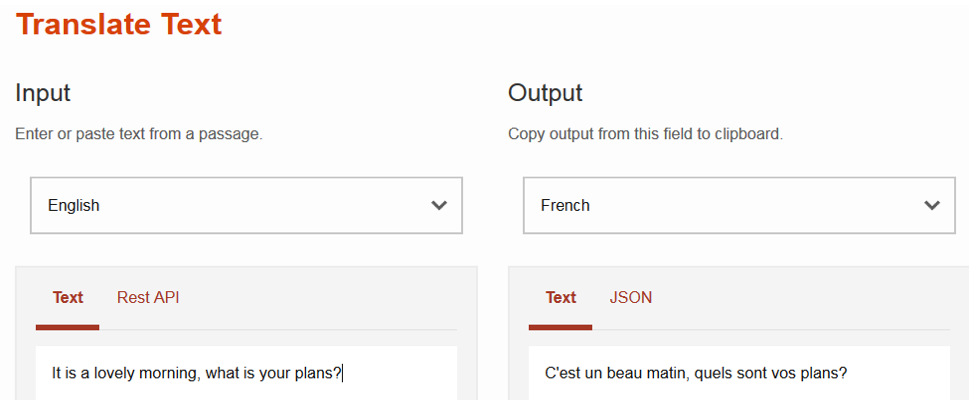 Translate Text
Input
Enter or paste text from a passage.
English
Text Rest API
It is a lovely morning, what is your plans?
Output
Copy output from this field to clipboard.
French
Text JSON
C'est un beau matin, quels sont vos plans?